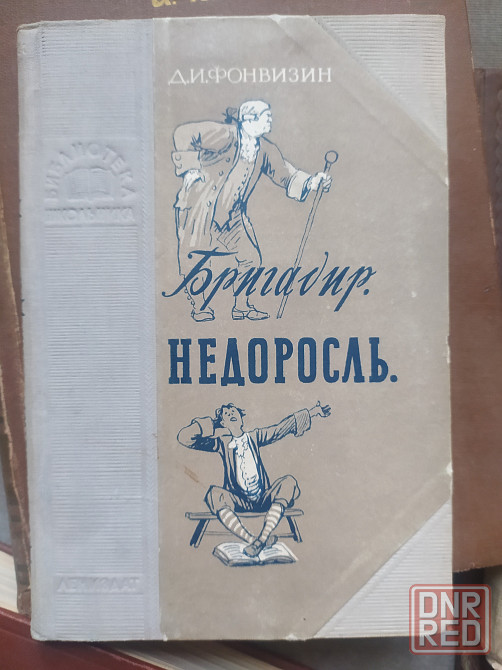 Д.И.ФОНВИЗИН
БИБЛИОТЕКА
ШКОЛЬНИКА
Бригадир.
НЕДОРОСЛЬ.
ЛЕНИЗДАТ
DNR
RED